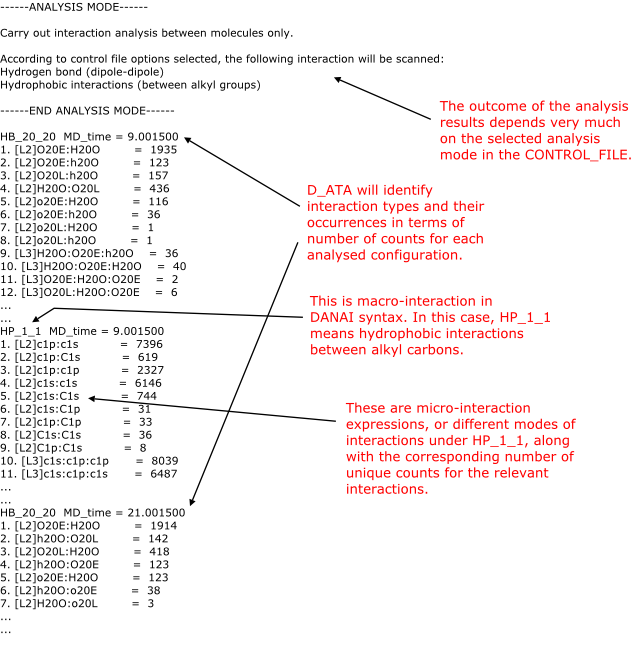 ------ANALYSIS MODE------
Carry out interaction analysis between molecules only.
According to control file options selected, the following interaction will be scanned:
Hydrogen bond (dipole-dipole)
Hydrophobic interactions (between alkyl groups)
------END ANALYSIS MODE------
HB_20_20  MD_time = 9.001500
1. [L2]O20E:H20O = 1935
2. [L2]O20E:h20O = 123
3. [L2]O20L:h20O = 157
4. [L2]H20O:O20L = 436
5. [L2]o20E:H20O = 116
6. [L2]o20E:h20O = 36
7. [L2]o20L:H20O = 1
8. [L2]o20L:h20O = 1
9. [L3]H20O:O20E:h20O = 36
10. [L3]H20O:O20E:H20O = 40
11. [L3]O20E:H20O:O20E = 2
12. [L3]O20L:H20O:O20E = 6
...
...
HP_1_1  MD_time = 9.001500
1. [L2]c1p:c1s = 7396
2. [L2]c1p:C1s = 619
3. [L2]c1p:c1p = 2327
4. [L2]c1s:c1s = 6146
5. [L2]c1s:C1s = 744
6. [L2]c1s:C1p = 31
7. [L2]c1p:C1p = 33
8. [L2]C1s:C1s = 36
9. [L2]C1p:C1s = 8
10. [L3]c1s:c1p:c1p = 8039
11. [L3]c1s:c1p:c1s = 6487
...
...
HB_20_20  MD_time = 21.001500
1. [L2]O20E:H20O = 1914
2. [L2]h20O:O20L = 142
3. [L2]O20L:H20O = 418
4. [L2]h20O:O20E = 123
5. [L2]o20E:H20O = 123
6. [L2]h20O:o20E = 38
7. [L2]H20O:o20L = 3
...
...
The outcome of the analysis
results depends very much
on the selected analysis
mode in the CONTROL_FILE.
D_ATA will identify
interaction types and their
occurrences in terms of
number of counts for each
analysed configuration.
This is macro-interaction in
DANAI syntax. In this case, HP_1_1
means hydrophobic interactions
between alkyl carbons.
These are micro-interaction
expressions, or different modes of
interactions under HP_1_1, along
with the corresponding number of
unique counts for the relevant
interactions.